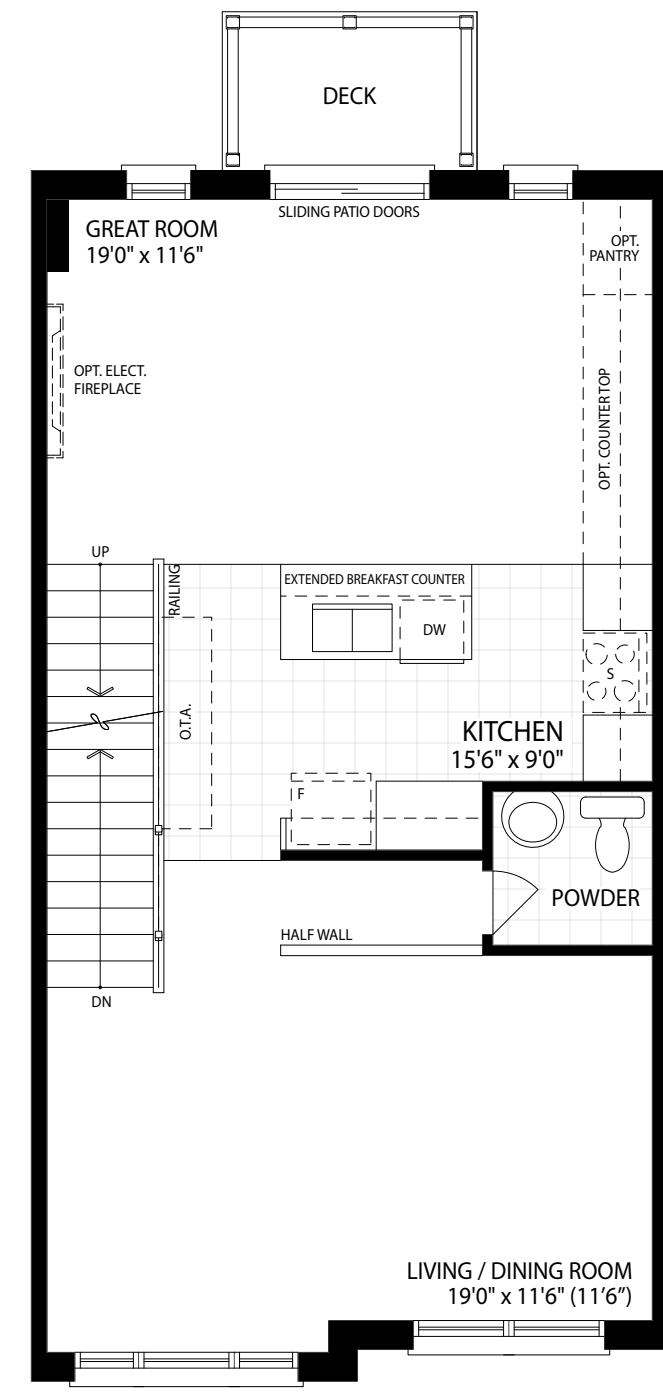 DECK
SLIDING PATIO DOORS
GREAT ROOM
19'0" x 11'6"
OPT.
PANTRY
OPT. ELECT.
FIREPLACE
OPT. COUNTER TOP
UP
RAILING
EXTENDED BREAKFAST COUNTER
DW
S
O.T.A.
KITCHEN
15'6" x 9'0"
F
POWDER
HALF WALL
DN
LIVING / DINING ROOM
19'0" x 11'6" (11'6")